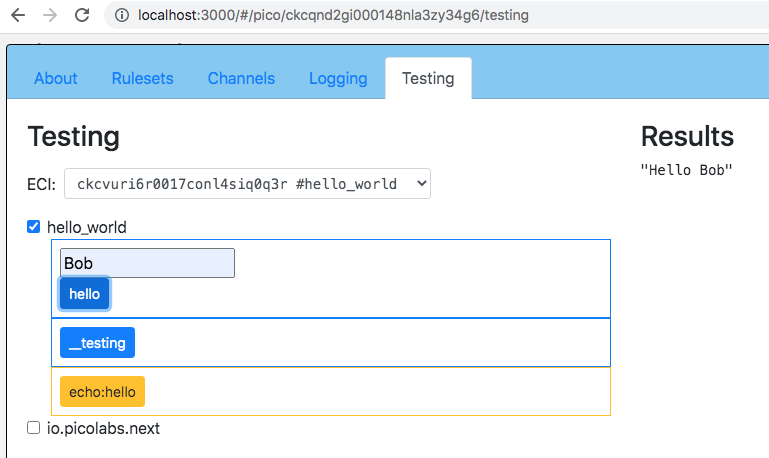 localhost:3000/#/pico/ckcqnd2gi000148nla3zy34g6/testing
About Rulesets Channels Logging Testing
Testing
ECI: ckcvuri6r0017conl4siq0q3r #hello_world
hello_world
Bob
hello
__testing
echo:hello
io.picolabs.next
Results
"Hello Bob"